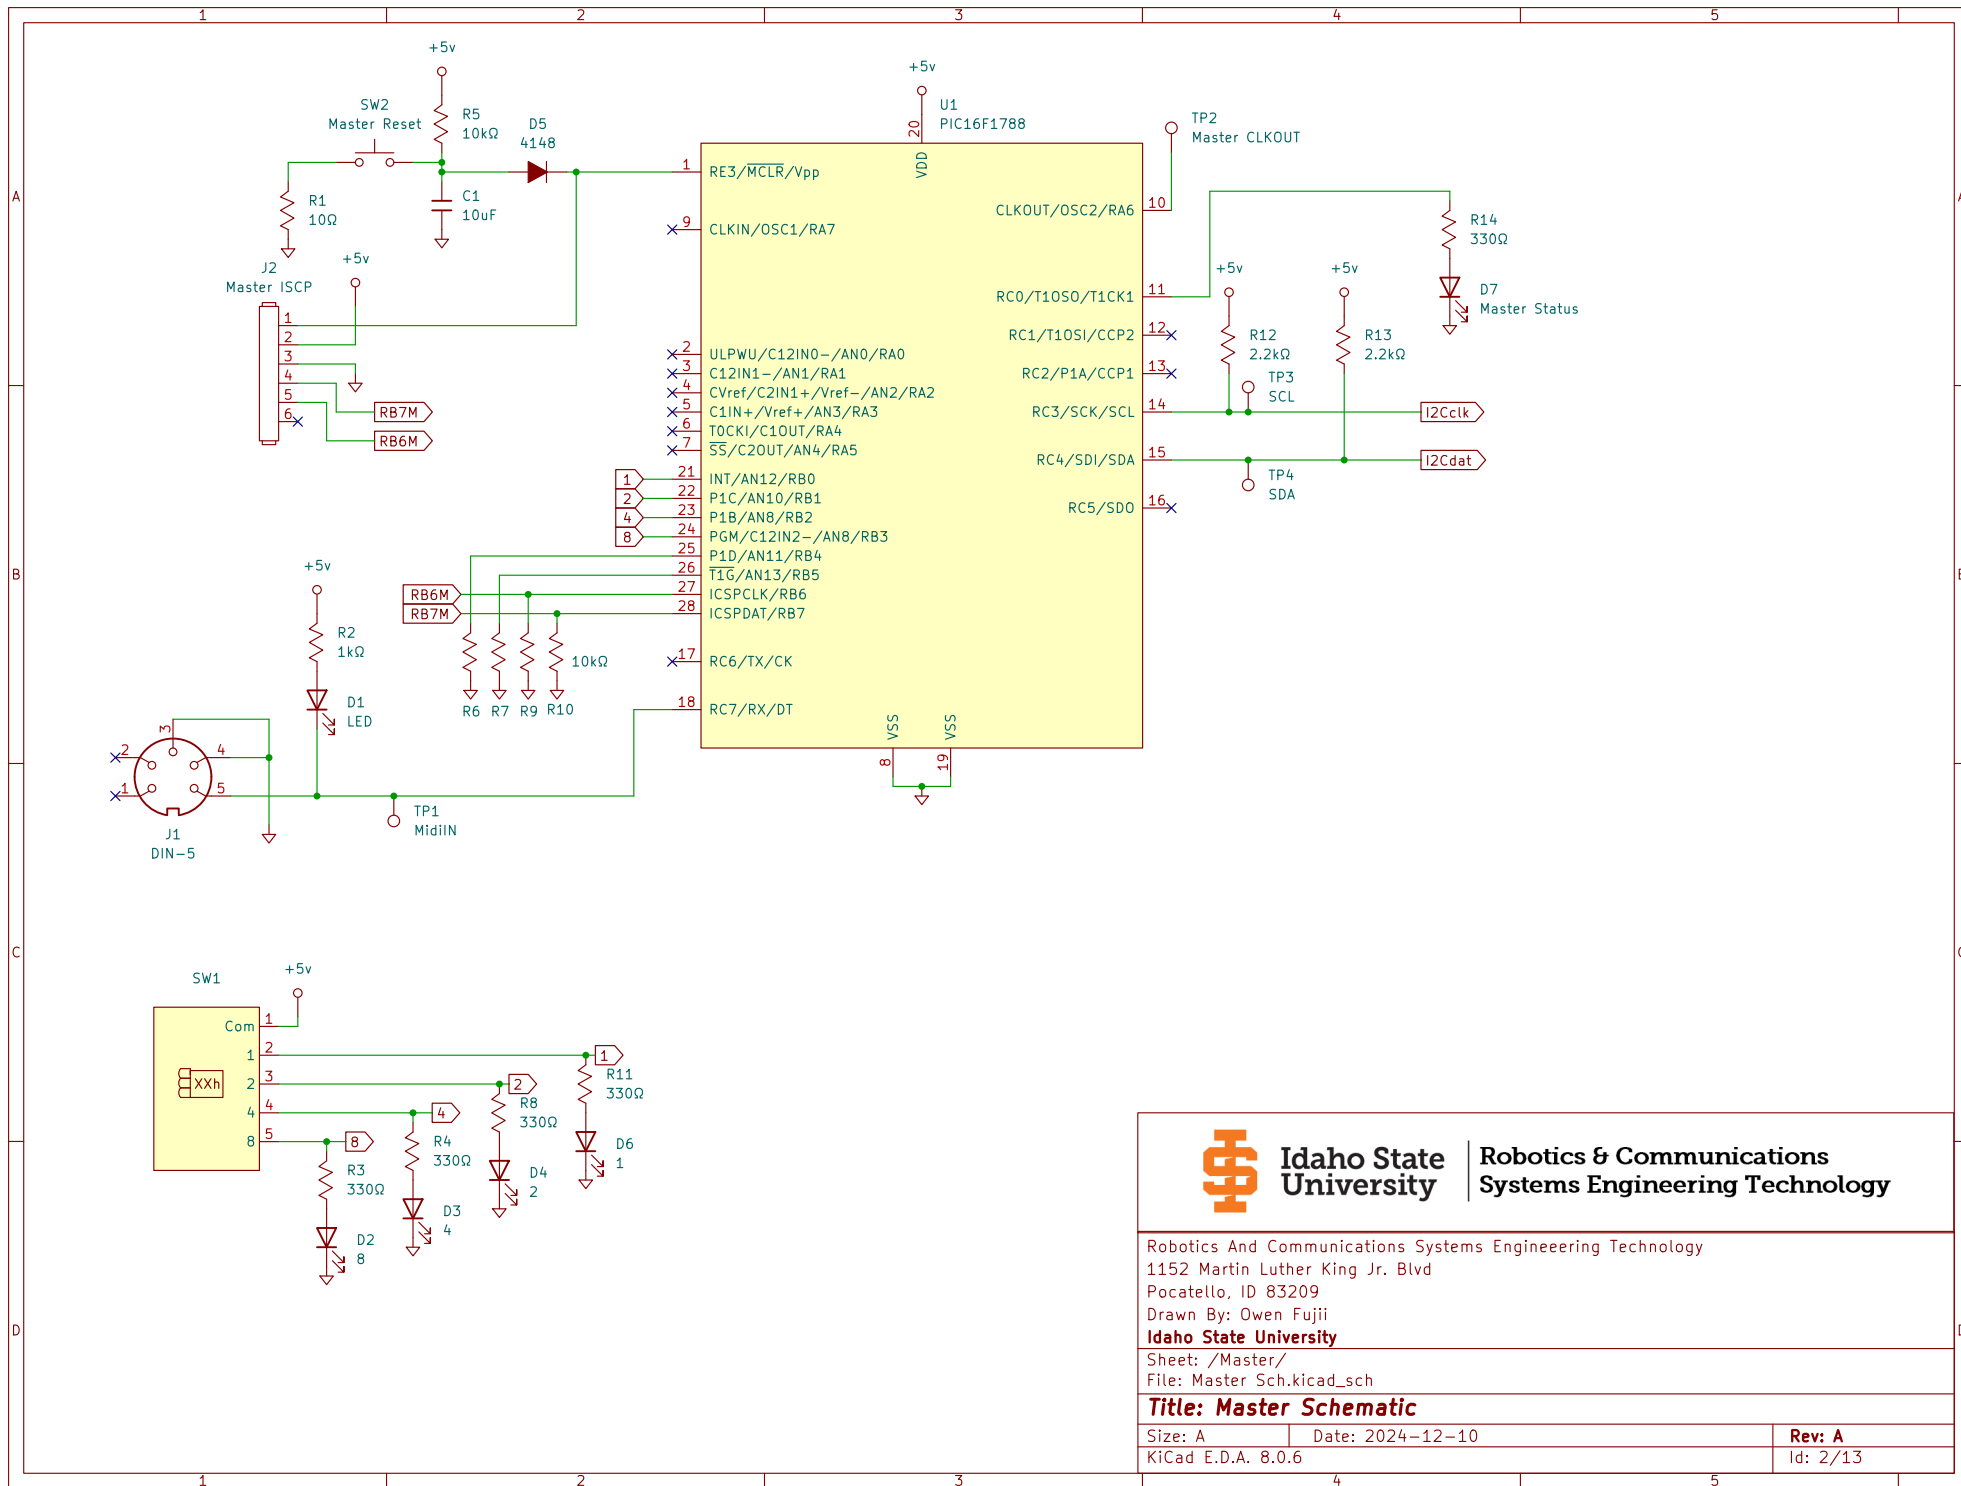 1 2 3 4 5
A
B
C
D
+5v
SW2
Master Reset
R5
10kΩ
D5
4148
R1
10Ω
C1
10uF
J2
Master ISCP
+5v
1
2
3
4
5
6
RB7M
RB6M
+5v
U1
PIC16F1788
20
VDD
1 RE3/MCLR/Vpp
9 CLKIN/OSC1/RA7
2 ULPWU/C12IN0-/AN0/RA0
3 C12IN1-/AN1/RA1
4 CVref/C2IN1+/Vref-/AN2/RA2
5 C1IN+/Vref+/AN3/RA3
6 T0CKI/C1OUT/RA4
7 SS/C2OUT/AN4/RA5
1 21 INT/AN12/RB0
2 22 P1C/AN10/RB1
4 23 P1B/AN8/RB2
8 24 PGM/C12IN2-/AN8/RB3
25 P1D/AN11/RB4
26 T1G/AN13/RB5
RB6M 27 ICSPCLK/RB6
RB7M 28 ICSPDAT/RB7
17 RC6/TX/CK
18 RC7/RX/DT
10kΩ
R6 R7 R9 R10
VSS VSS
8 19
CLKOUT/OSC2/RA6 10
RC0/T1OSO/T1CK1 11
RC1/T1OSI/CCP2 12
RC2/P1A/CCP1 13
RC3/SCK/SCL 14
RC4/SDI/SDA 15
RC5/SDO 16
TP2
Master CLKOUT
R14
330Ω
D7
Master Status
+5v
R12
2.2kΩ
+5v
R13
2.2kΩ
TP3
SCL
I2Cclk
I2Cdat
TP4
SDA
+5v
R2
1kΩ
D1
LED
3
2 4
1 5
J1
DIN-5
TP1
MidiIN
SW1
+5v
Com 1
1 2
2 3
4 4
8 5
XXh
1
R11
330Ω
D6
1
2
R8
330Ω
D4
2
4
R4
330Ω
D3
4
8
R3
330Ω
D2
8
Idaho State
University
Robotics & Communications
Systems Engineering Technology
Robotics And Communications Systems Engineeering Technology
1152 Martin Luther King Jr. Blvd
Pocatello, ID 83209
Drawn By: Owen Fujii
Idaho State University
Sheet: /Master/
File: Master Sch.kicad_sch
Title: Master Schematic
Size: A Date: 2024-12-10 Rev: A
KiCad E.D.A. 8.0.6 Id: 2/13
1 2 3 4 5